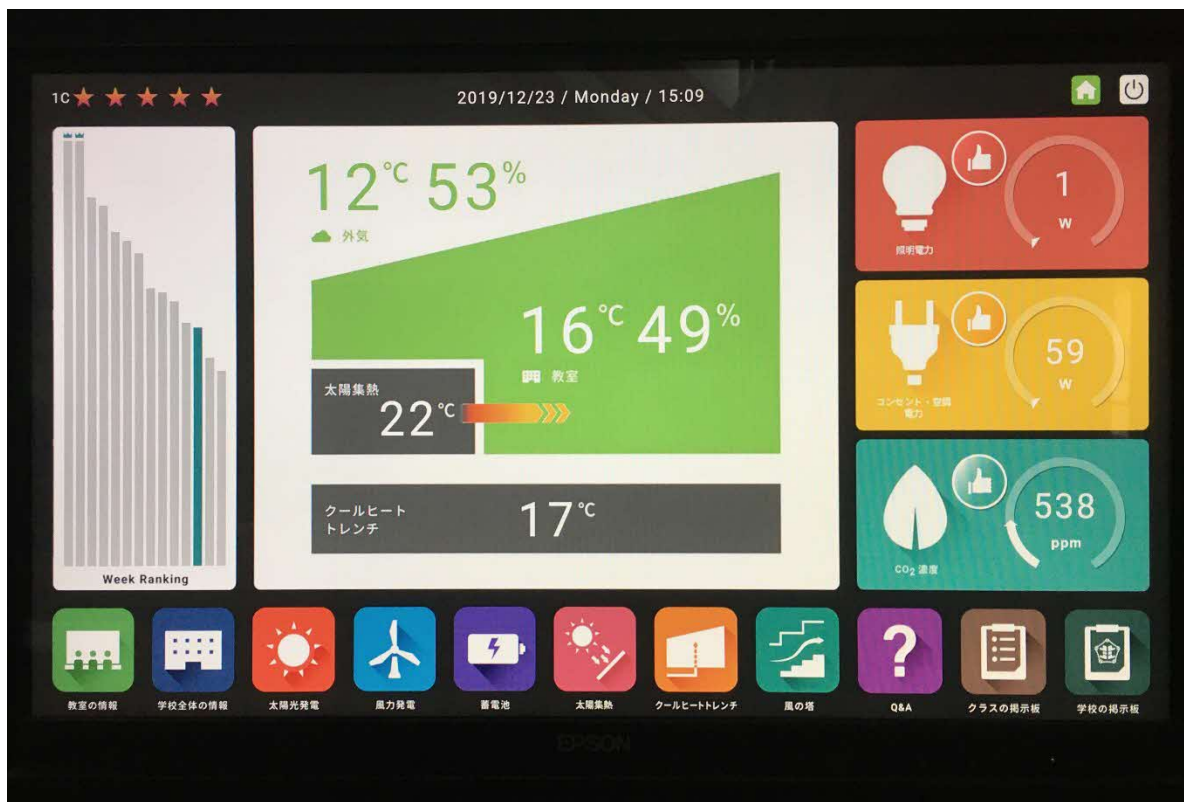 1C
2019/12/23 / Monday / 15:09
Week Ranking
12℃ 53%
外気
16℃ 49%
教室
太陽集熱
22℃
クールヒート
トレンチ
17℃
1
W
照明電力
59
W
コンセント・空調
電力
538
ppm
CO₂ 濃度
教室の情報
学校全体の情報
太陽光発電
風力発電
蓄電池
太陽集熱
クールヒートトレンチ
風の塔
?
Q&A
クラスの掲示板
学校の掲示板
EPSON